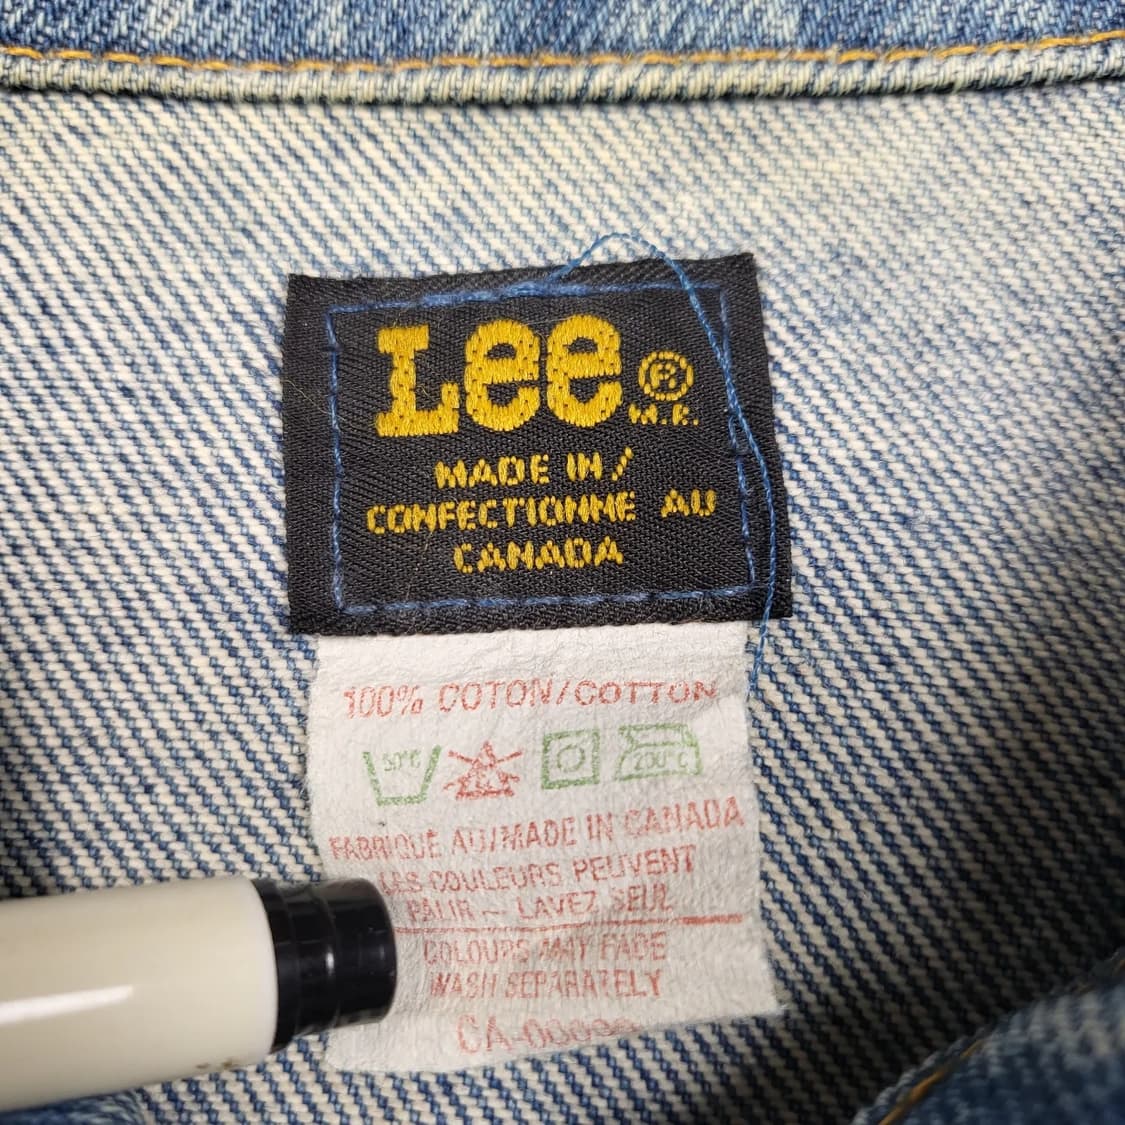 Lee ®
M.R.
MADE IN/
CONFECTIONNE AU
CANADA
100% COTON/COTTON
50°C
CL
200°C
FABRIQUÉ AU/MADE IN CANADA
LES COULEURS PEUVENT
PALIR — LAVEZ SEUL
COLOURS MAY FADE
WASH SEPARATELY